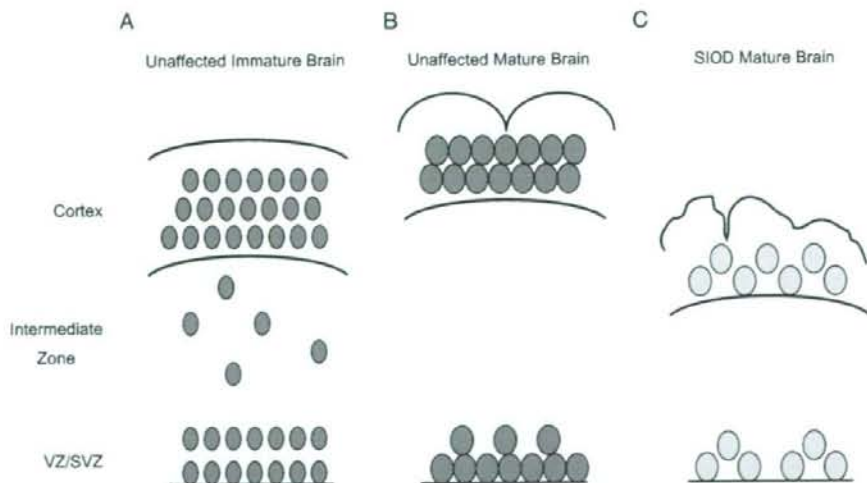 A
B
C
Unaffected Immature Brain
Unaffected Mature Brain
SIOD Mature Brain
Cortex
Intermediate
Zone
VZ/SVZ